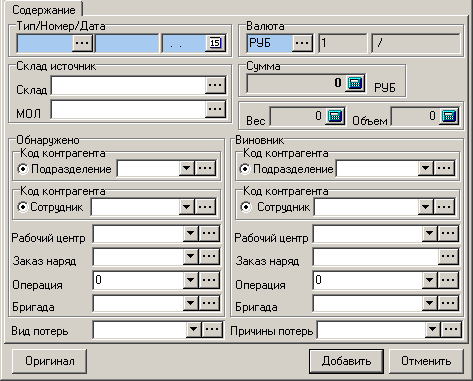 Содержание
Тип/Номер/Дата
Валюта
. . 15
РУБ 1 /
Склад источник
Сумма
Склад
0 РУБ
МОЛ
Вес 0 Объем 0
Обнаружено
Виновник
Код контрагента
Код контрагента
Подразделение
Подразделение
Код контрагента
Код контрагента
Сотрудник
Сотрудник
Рабочий центр
Рабочий центр
Заказ наряд
Заказ наряд
Операция 0
Операция 0
Бригада
Бригада
Вид потерь
Причины потерь
Оригинал
Добавить
Отменить